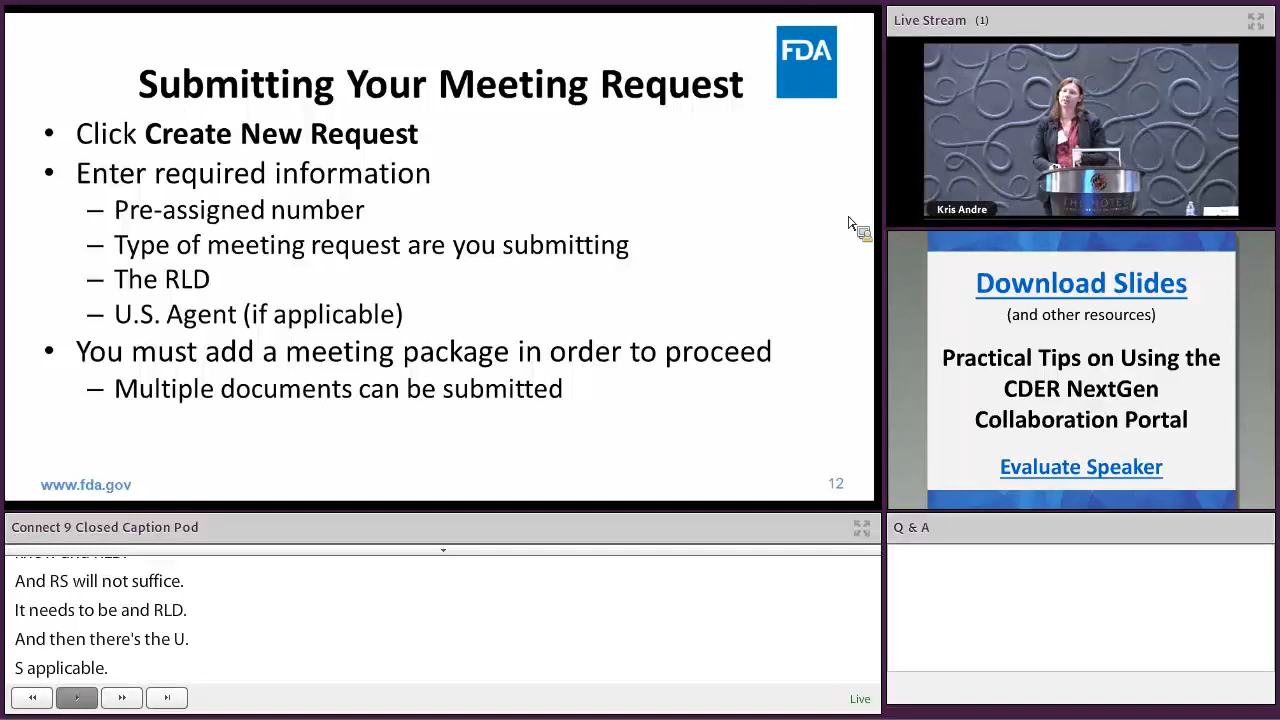 FDA
Submitting Your Meeting Request
• Click Create New Request
• Enter required information
– Pre-assigned number
– Type of meeting request are you submitting
– The RLD
– U.S. Agent (if applicable)
• You must add a meeting package in order to proceed
– Multiple documents can be submitted
www.fda.gov
12
Live Stream (1)
Kris Andre
THE HOTEL
Download Slides
(and other resources)
Practical Tips on Using the
CDER NextGen
Collaboration Portal
Evaluate Speaker
Connect 9 Closed Caption Pod
And RS will not suffice.
It needs to be and RLD.
And then there's the U.
S applicable.
Live
Q & A